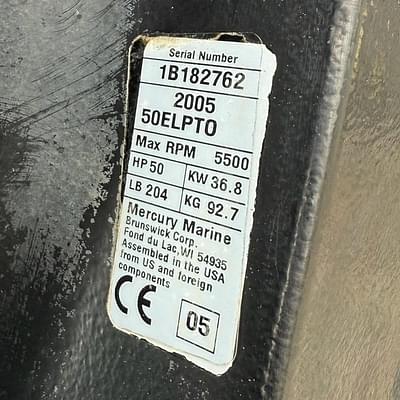 Serial Number
1B182762
2005
50ELPTO
Max RPM 5500
HP 50 KW 36.8
LB 204 KG 92.7
Mercury Marine
Brunswick Corp.
Fond du Lac, WI 54935
Assembled in the USA
from US and foreign
components
CE 05